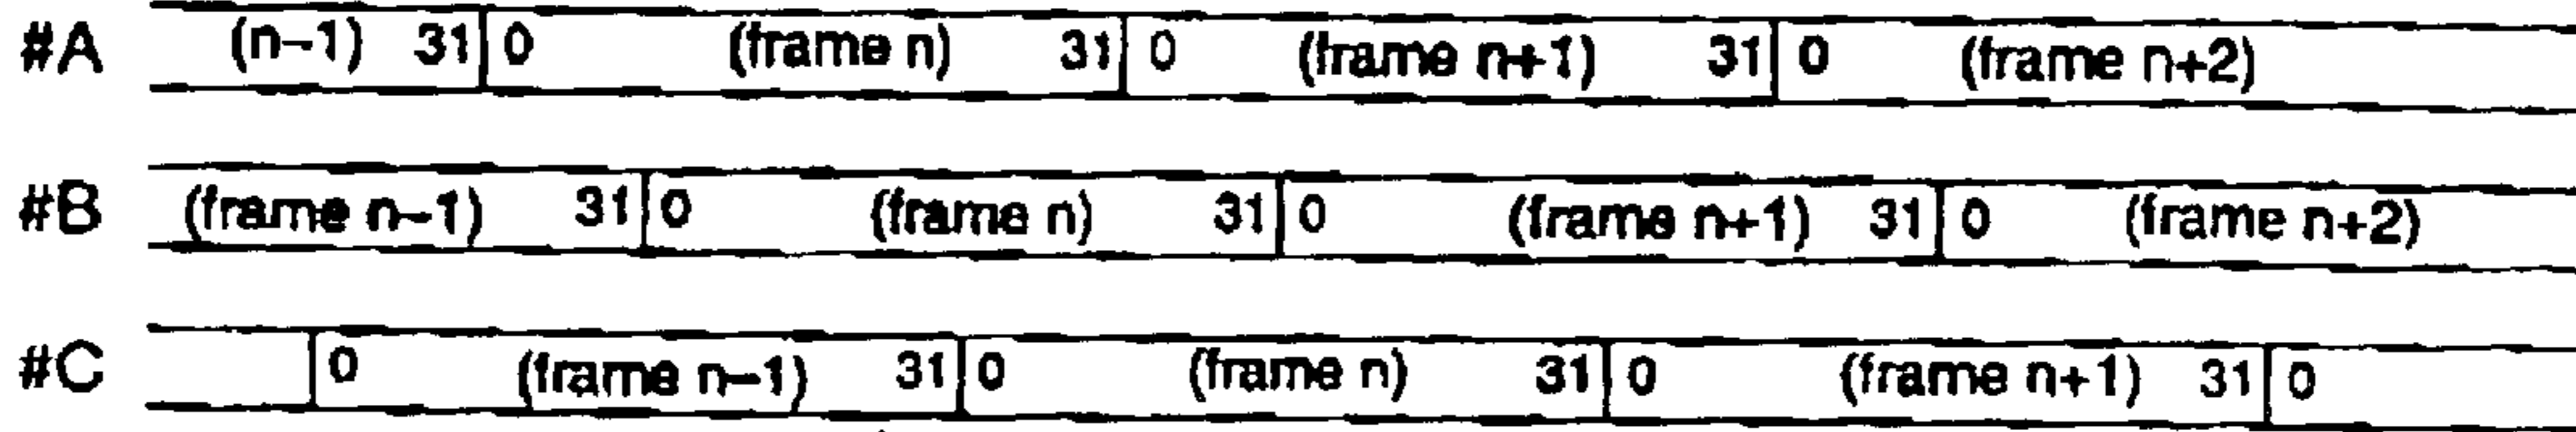 #A (n–1) 31 0 (frame n) 31 0 (frame n+1) 31 0 (frame n+2)
#B (frame n–1) 31 0 (frame n) 31 0 (frame n+1) 31 0 (frame n+2)
#C 0 (frame n–1) 31 0 (frame n) 31 0 (frame n+1) 31 0